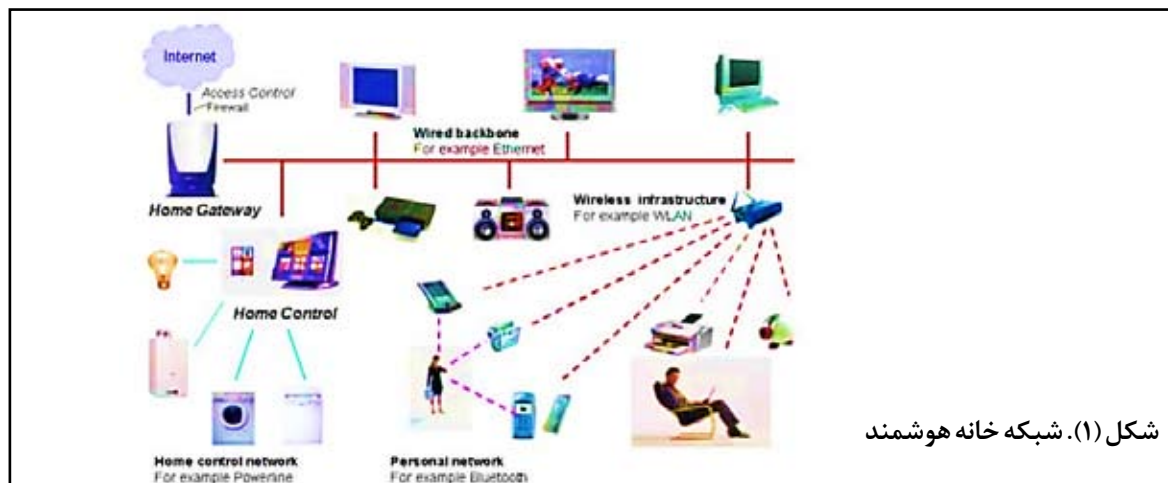 Internet
Access Control
Firewall
Wired backbone
For example Ethernet
Home Gateway
Wireless infrastructure
For example WLAN
Home Control
Home control network
For example Powerline
Personal network
For example Bluetooth
شکل (۱). شبکه خانه هوشمند